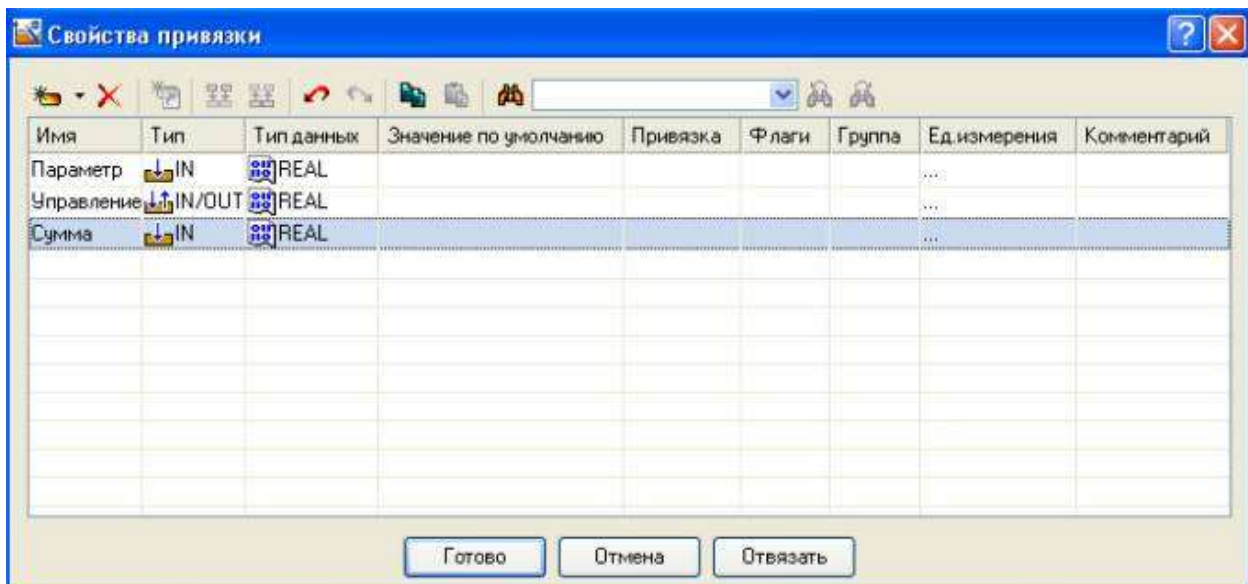 Свойства привязки
Имя Тип Тип данных Значение по умолчанию Привязка Флаги Группа Ед.измерения Комментарий
Параметр IN REAL ...
Управление IN/OUT REAL ...
Сумма IN REAL ...
Готово Отмена Отвязать